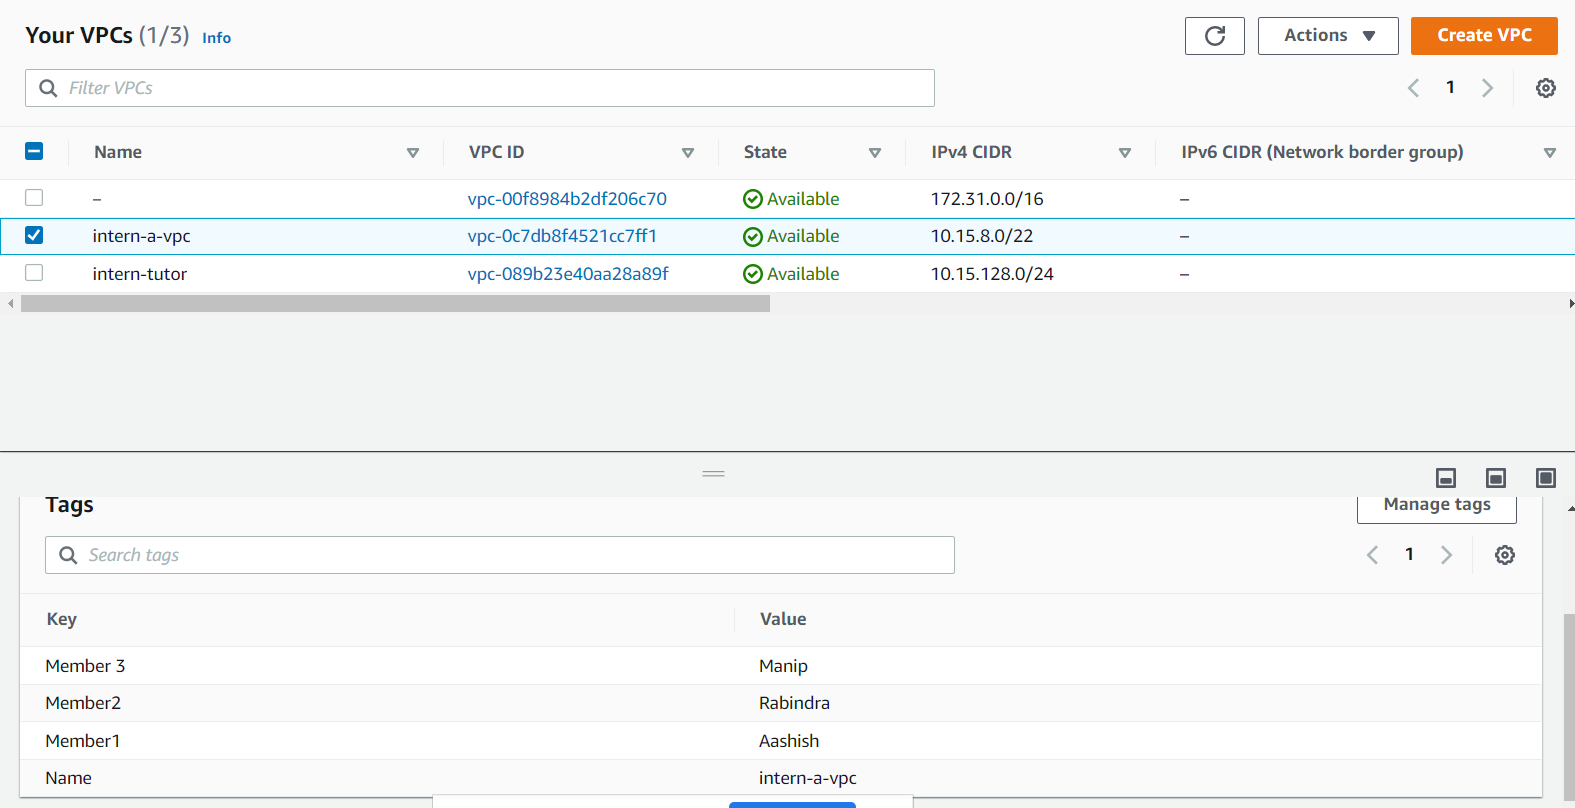 Your VPCs (1/3) Info
Actions
Create VPC
Filter VPCs
1
Name VPC ID State IPv4 CIDR IPv6 CIDR (Network border group)
– vpc-00f8984b2df206c70 Available 172.31.0.0/16 –
intern-a-vpc vpc-0c7db8f4521cc7ff1 Available 10.15.8.0/22 –
intern-tutor vpc-089b23e40aa28a89f Available 10.15.128.0/24 –
Tags
Manage tags
Search tags
1
Key Value
Member 3 Manip
Member2 Rabindra
Member1 Aashish
Name intern-a-vpc